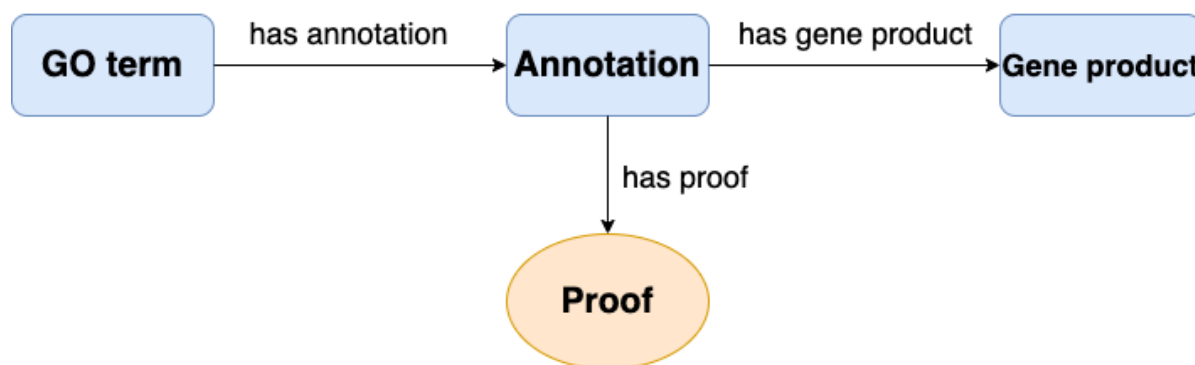 has annotation
has gene product
GO term
Annotation
Gene product
has proof
Proof